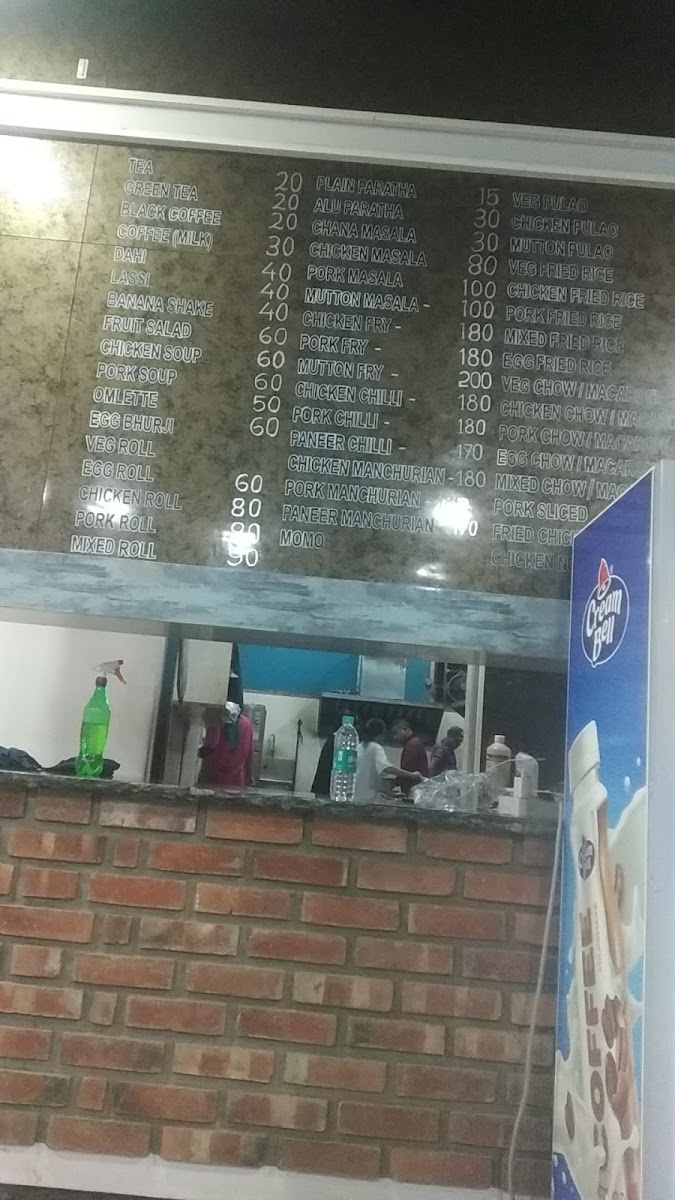 TEA 20
GREEN TEA 20
BLACK COFFEE 20
COFFEE (MILK) 30
DAHI 40
LASSI 40
BANANA SHAKE 40
FRUIT SALAD 60
CHICKEN SOUP 60
PORK SOUP 60
OMLETTE 50
EGG BHURJI 60
VEG ROLL
EGG ROLL 60
CHICKEN ROLL 80
PORK ROLL 80
MIXED ROLL 90
PLAIN PARATHA 15
ALU PARATHA 30
CHANA MASALA 30
CHICKEN MASALA 80
PORK MASALA 100
MUTTON MASALA - 100
CHICKEN FRY - 180
PORK FRY - 180
MUTTON FRY - 200
CHICKEN CHILLI - 180
PORK CHILLI - 180
PANEER CHILLI - 170
CHICKEN MANCHURIAN - 180
PORK MANCHURIAN -
PANEER MANCHURIAN -
MOMO
VEG PULAO
CHICKEN PULAO
MUTTON PULAO
VEG FRIED RICE
CHICKEN FRIED RICE
PORK FRIED RICE
MIXED FRIED RICE
EGG FRIED RICE
VEG CHOW / MACARON
CHICKEN CHOW /
PORK CHOW /
EGG CHOW /
MIXED CHOW /
PORK SLICED
FRIED
CHICKEN
Cream
Bell
COFFEE